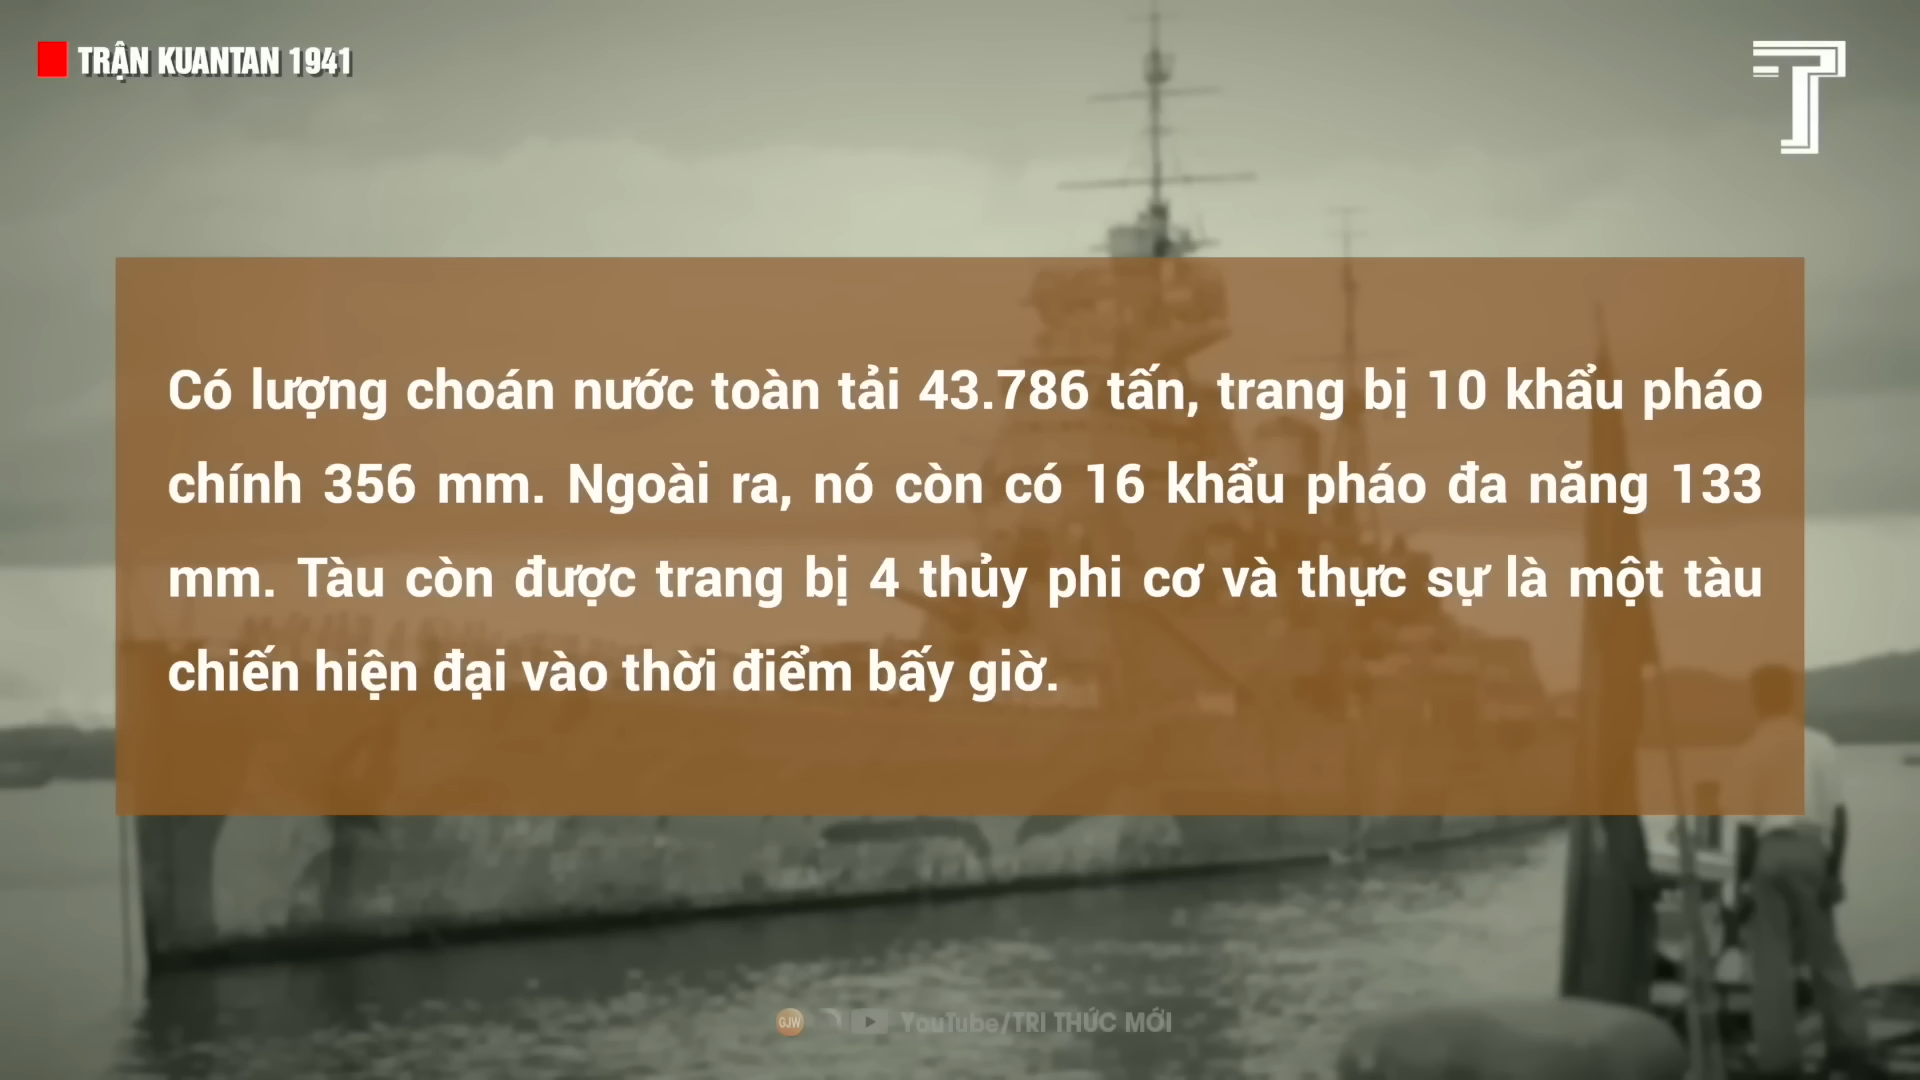 TRẬN KUANTAN 1941
Có lượng choán nước toàn tải 43.786 tấn, trang bị 10 khẩu pháo
chính 356 mm. Ngoài ra, nó còn có 16 khẩu pháo đa năng 133
mm. Tàu còn được trang bị 4 thủy phi cơ và thực sự là một tàu
chiến hiện đại vào thời điểm bấy giờ.
GJW YouTube/TRI THỨC MỚI